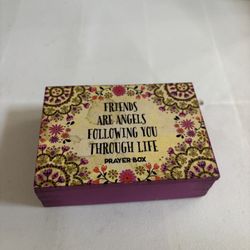 FRIENDS
ARE ANGELS
FOLLOWING YOU
THROUGH LIFE
PRAYER BOX